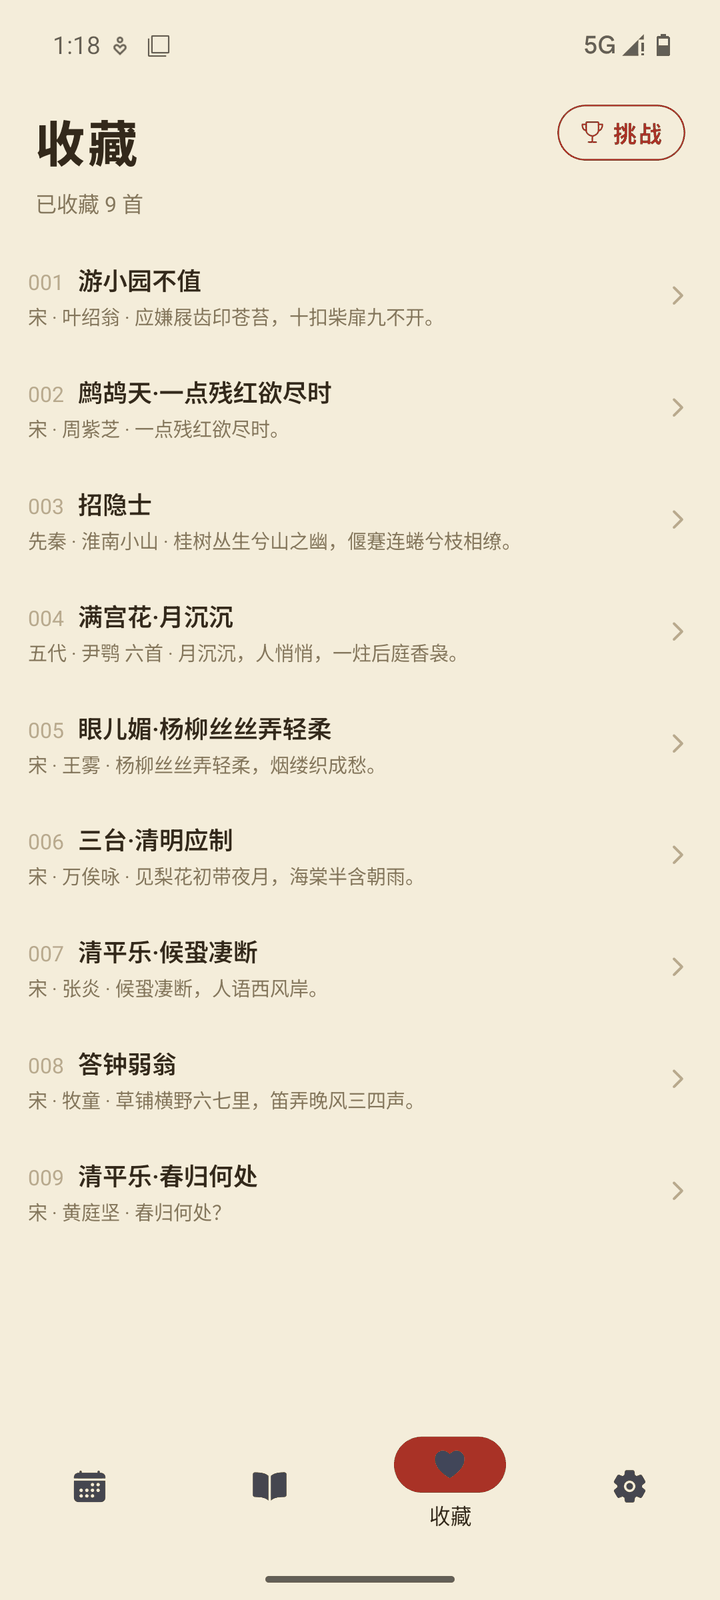 1:18
5G
收藏
挑战
已收藏 9 首
001 游小园不值
宋 · 叶绍翁 · 应嫌屐齿印苍苔，十扣柴扉九不开。
002 鹧鸪天·一点残红欲尽时
宋 · 周紫芝 · 一点残红欲尽时。
003 招隐士
先秦 · 淮南小山 · 桂树丛生兮山之幽，偃蹇连蜷兮枝相缭。
004 满宫花·月沉沉
五代 · 尹鹗 六首 · 月沉沉，人悄悄，一炷后庭香袅。
005 眼儿媚·杨柳丝丝弄轻柔
宋 · 王雱 · 杨柳丝丝弄轻柔，烟缕织成愁。
006 三台·清明应制
宋 · 万俟咏 · 见梨花初带夜月，海棠半含朝雨。
007 清平乐·候蛩凄断
宋 · 张炎 · 候蛩凄断，人语西风岸。
008 答钟弱翁
宋 · 牧童 · 草铺横野六七里，笛弄晚风三四声。
009 清平乐·春归何处
宋 · 黄庭坚 · 春归何处？
收藏